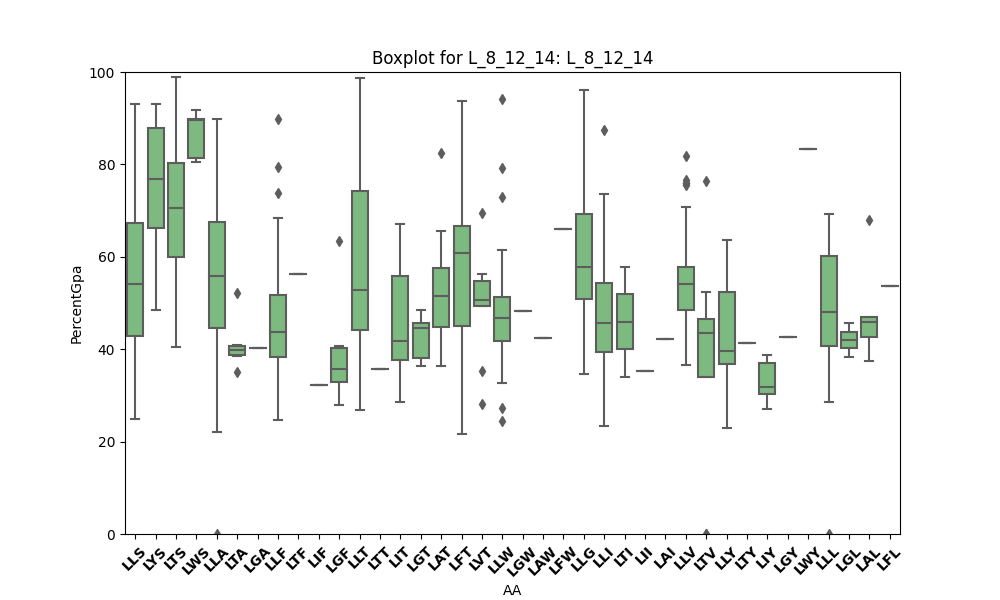 Boxplot for L_8_12_14: L_8_12_14
PercentGpa
100
80
60
40
20
0
LLS LYS LTS LWS LLA LTA LGA LLF LTF LIF LGF LLT LTT LIT LGT LAT LFT LVT LLW LGW LAW LFW LLG LLI LTI LII LAI LLV LTV LLY LTY LIY LGY LWY LLL LGL LAL LFL
AA